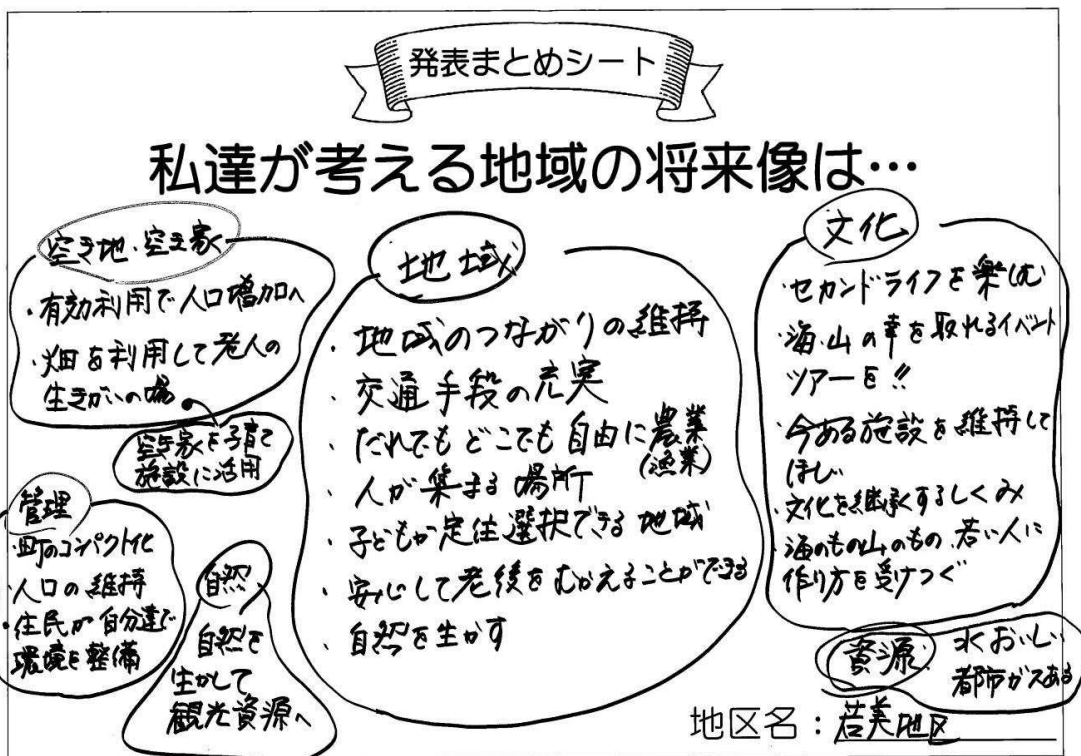 発表まとめシート
私達が考える地域の将来像は…
空き地・空き家
・有効利用で人口増加へ
・畑を利用して老人の
生きがいの場
空き家を子育て
施設に活用
管理
・町のコンパクト化
・人口の維持
・住民が自分達で
環境を整備
自然
自然を
生かして
観光資源へ
地域
・地域のつながりの維持
・交通手段の充実
・だれでもどこでも自由に農業
(漁業)
・人が集まる場所
・子どもが定住選択できる地域
・安心して老後をむかえることができる
・自然を生かす
文化
・セカンドライフを楽しむ
・海・山の幸を取れるイベント
ツアーを!!
・今ある施設を維持して
ほしい
・文化を継承するしくみ
・海のもの山のもの、若い人に
作り方を受けつぐ
資源
水おいしい
都市ガスある
地区名:若美地区